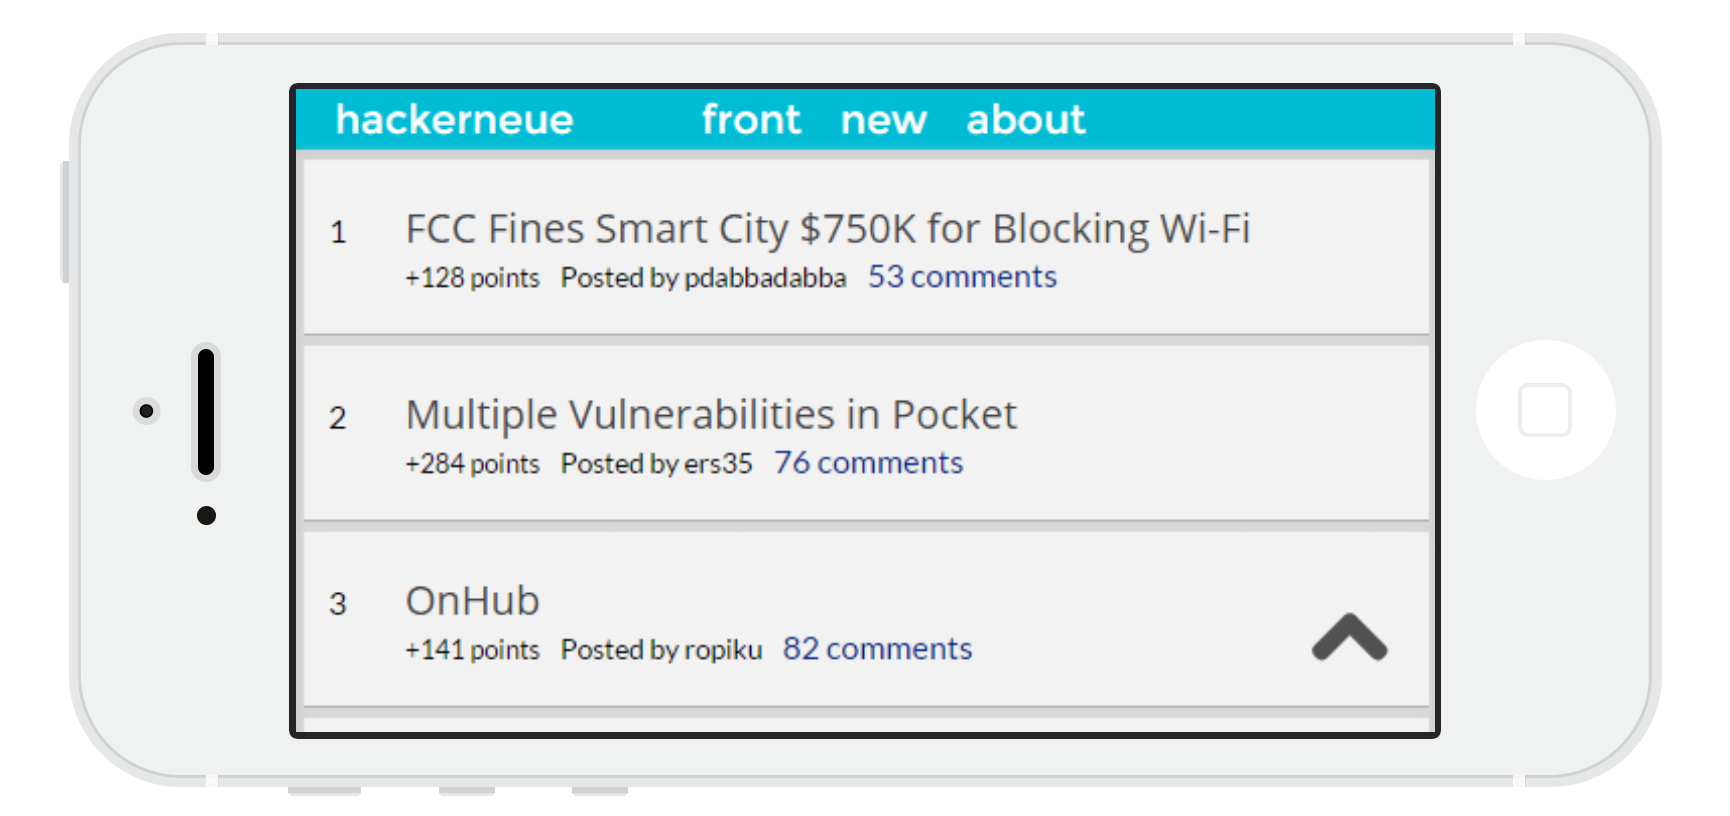 hackerneue front new about
1 FCC Fines Smart City $750K for Blocking Wi-Fi
+128 points Posted by pdabbadabba 53 comments
2 Multiple Vulnerabilities in Pocket
+284 points Posted by ers35 76 comments
3 OnHub
+141 points Posted by ropiku 82 comments